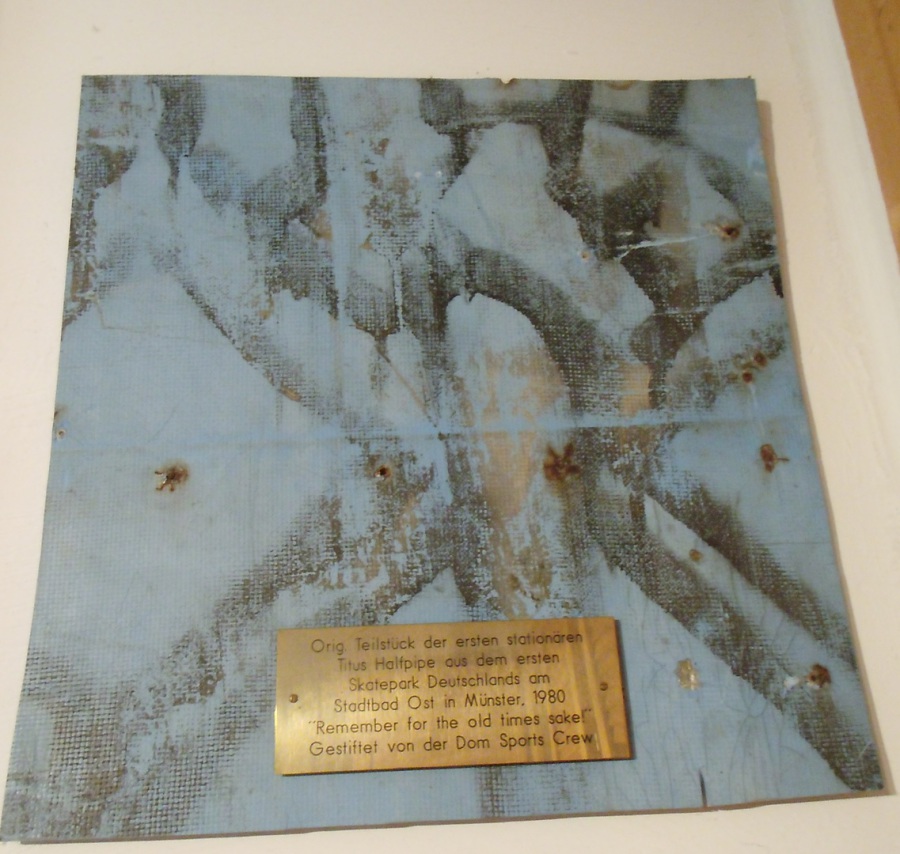 Orig. Teilstück der ersten stationären
Titus Halfpipe aus dem ersten
Skatepark Deutschlands am
Stadtbad Ost in Münster. 1980
"Remember for the old times sake!"
Gestiftet von der Dom Sports Crew